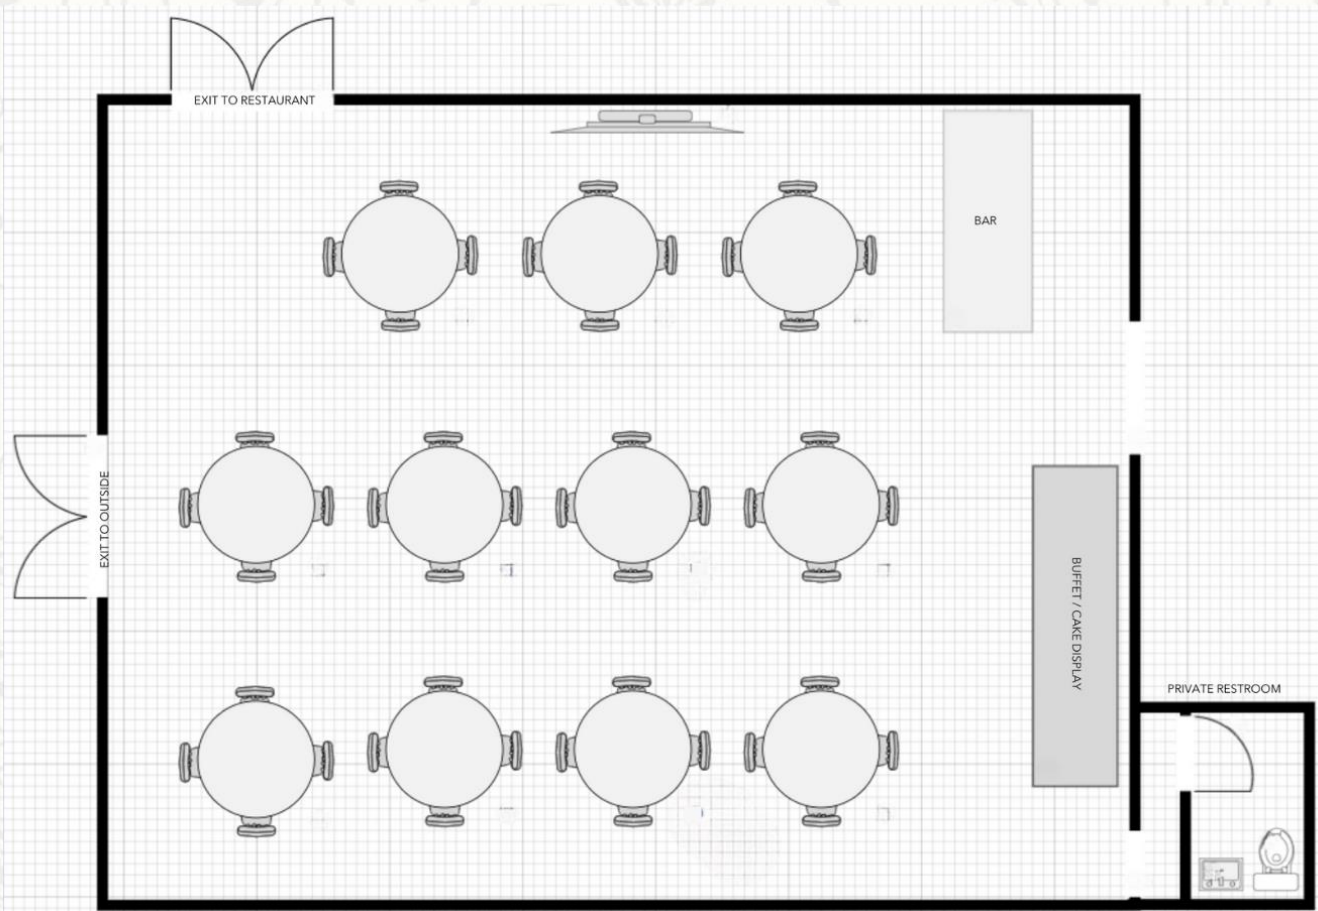 EXIT TO RESTAURANT
BAR
EXIT TO OUTSIDE
BUFFET / CAKE DISPLAY
PRIVATE RESTROOM